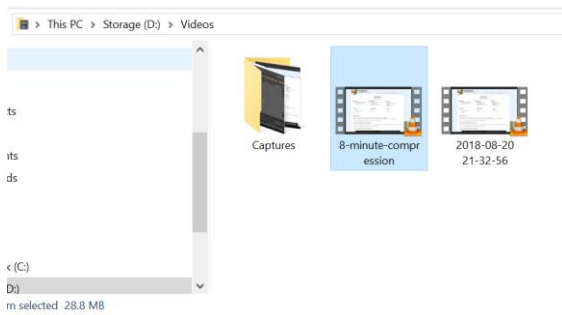 This PC > Storage (D:) > Videos
ts
nts
ds
(C:)
D:)
m selected 28.8 MB
Captures
8-minute-compr
ession
2018-08-20
21-32-56